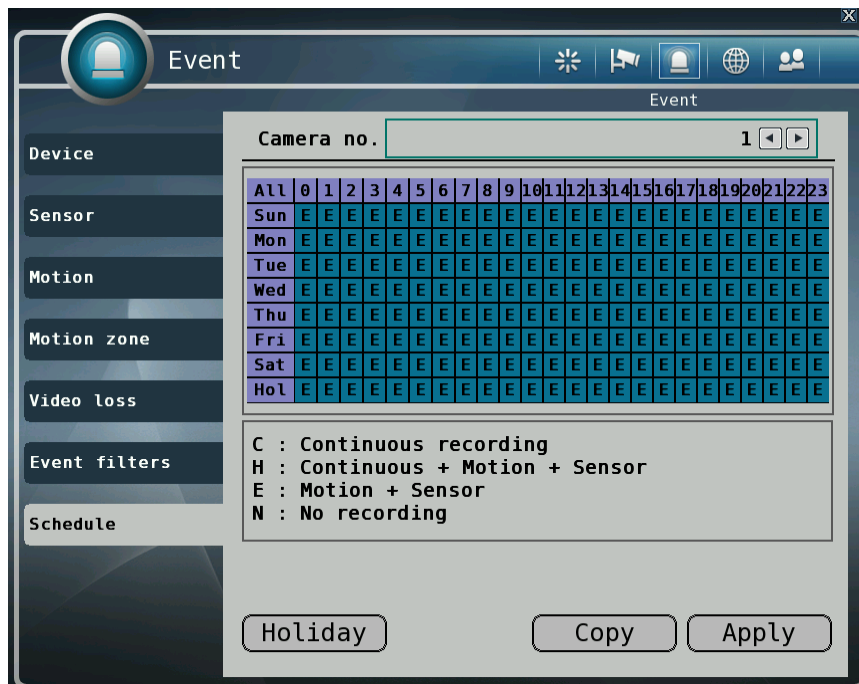 X
Event
Event
Device
Sensor
Motion
Motion zone
Video loss
Event filters
Schedule
Camera no. 1
All 0 1 2 3 4 5 6 7 8 9 10 11 12 13 14 15 16 17 18 19 20 21 22 23
Sun E E E E E E E E E E E E E E E E E E E E E E E E
Mon E E E E E E E E E E E E E E E E E E E E E E E E
Tue E E E E E E E E E E E E E E E E E E E E E E E E
Wed E E E E E E E E E E E E E E E E E E E E E E E E
Thu E E E E E E E E E E E E E E E E E E E E E E E E
Fri E E E E E E E E E E E E E E E E E E E E E E E E
Sat E E E E E E E E E E E E E E E E E E E E E E E E
Hol E E E E E E E E E E E E E E E E E E E E E E E E
C : Continuous recording
H : Continuous + Motion + Sensor
E : Motion + Sensor
N : No recording
Holiday Copy Apply